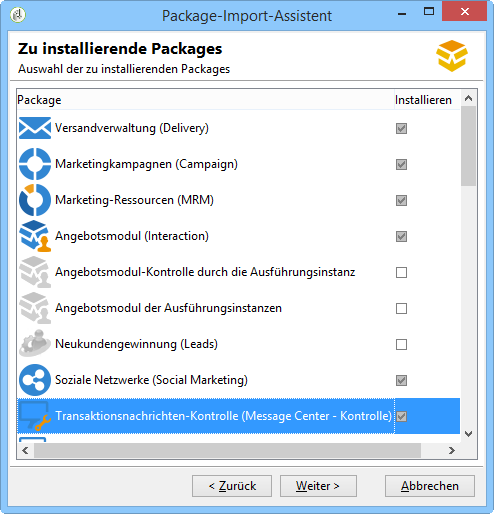 Package-Import-Assistent
Zu installierende Packages
Auswahl der zu installierenden Packages
Package Installieren
Versandverwaltung (Delivery)
Marketingkampagnen (Campaign)
Marketing-Ressourcen (MRM)
Angebotsmodul (Interaction)
Angebotsmodul-Kontrolle durch die Ausführungsinstanz
Angebotsmodul der Ausführungsinstanzen
Neukundengewinnung (Leads)
Soziale Netzwerke (Social Marketing)
Transaktionsnachrichten-Kontrolle (Message Center - Kontrolle)
< Zurück Weiter > Abbrechen